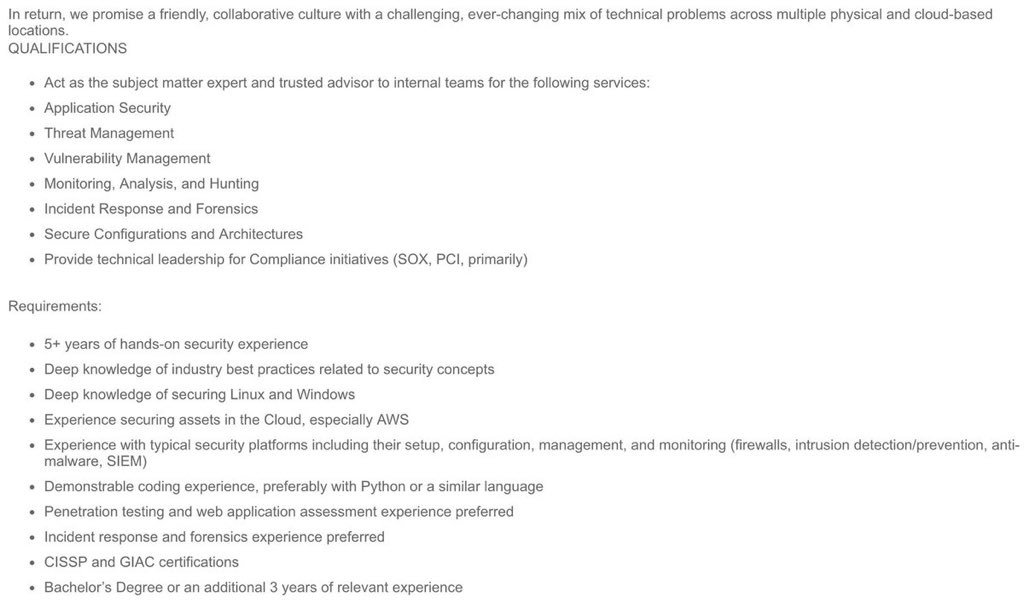 In return, we promise a friendly, collaborative culture with a challenging, ever-changing mix of technical problems across multiple physical and cloud-based
locations.
QUALIFICATIONS
• Act as the subject matter expert and trusted advisor to internal teams for the following services:
• Application Security
• Threat Management
• Vulnerability Management
• Monitoring, Analysis, and Hunting
• Incident Response and Forensics
• Secure Configurations and Architectures
• Provide technical leadership for Compliance initiatives (SOX, PCI, primarily)
Requirements:
• 5+ years of hands-on security experience
• Deep knowledge of industry best practices related to security concepts
• Deep knowledge of securing Linux and Windows
• Experience securing assets in the Cloud, especially AWS
• Experience with typical security platforms including their setup, configuration, management, and monitoring (firewalls, intrusion detection/prevention, anti-
malware, SIEM)
• Demonstrable coding experience, preferably with Python or a similar language
• Penetration testing and web application assessment experience preferred
• Incident response and forensics experience preferred
• CISSP and GIAC certifications
• Bachelor’s Degree or an additional 3 years of relevant experience